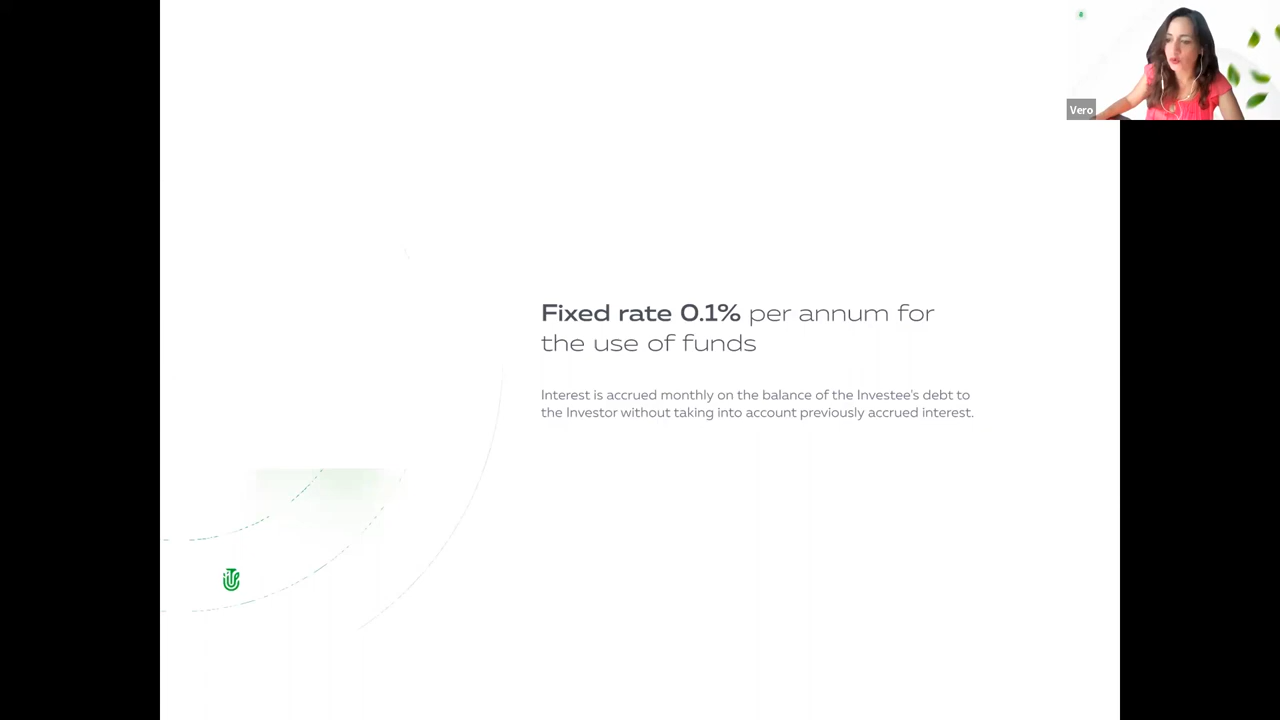 Vero
Fixed rate 0.1% per annum for
the use of funds
Interest is accrued monthly on the balance of the Investee's debt to
the Investor without taking into account previously accrued interest.